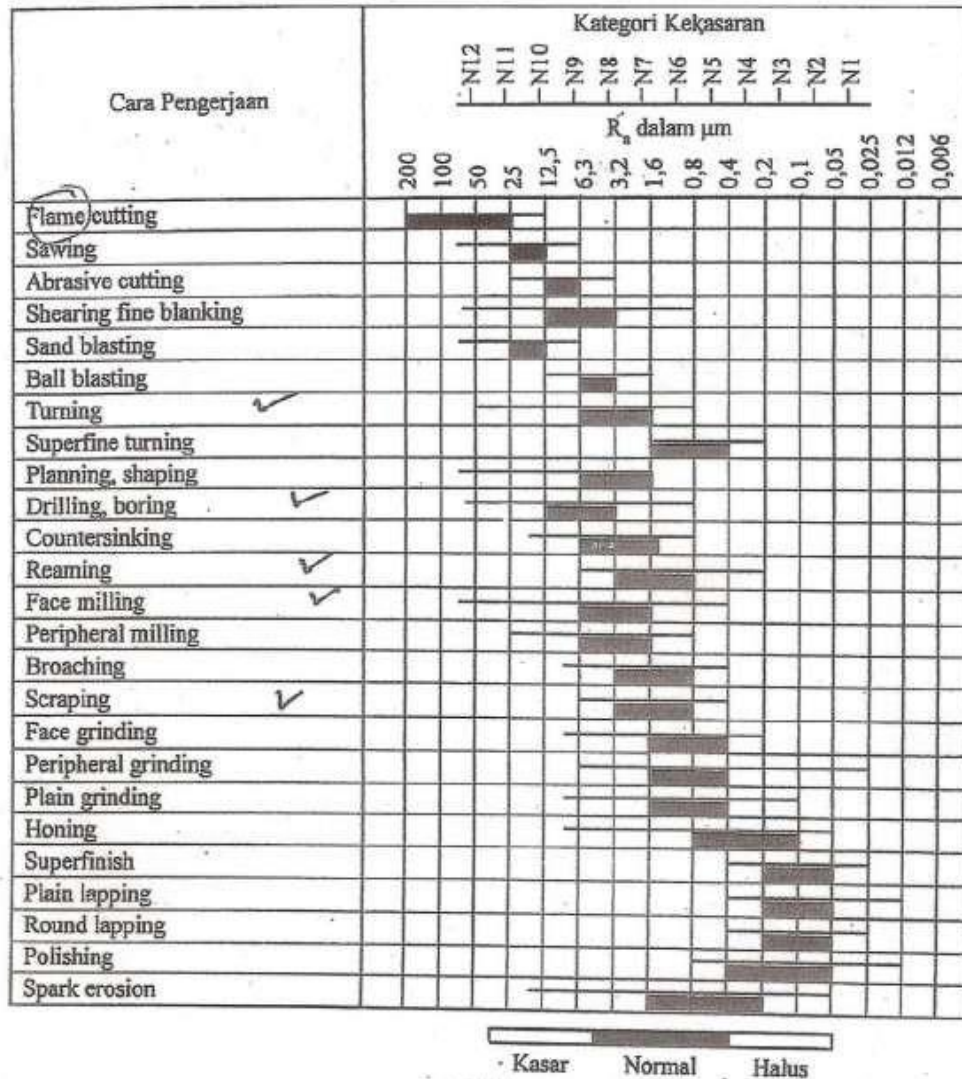 Kategori Kekasaran
Cara Pengerjaan
N12 N11 N10 N9 N8 N7 N6 N5 N4 N3 N2 N1
Ra dalam µm
200 100 50 25 12,5 6,3 3,2 1,6 0,8 0,4 0,2 0,1 0,05 0,025 0,012 0,006
Flame cutting
Sawing
Abrasive cutting
Shearing fine blanking
Sand blasting
Ball blasting
Turning
Superfine turning
Planning, shaping
Drilling, boring
Countersinking
Reaming
Face milling
Peripheral milling
Broaching
Scraping
Face grinding
Peripheral grinding
Plain grinding
Honing
Superfinish
Plain lapping
Round lapping
Polishing
Spark erosion
Kasar Normal Halus